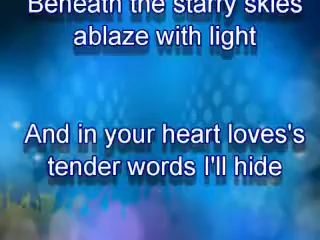 Beneath the starry skies
ablaze with light
And in your heart loves's
tender words I'll hide